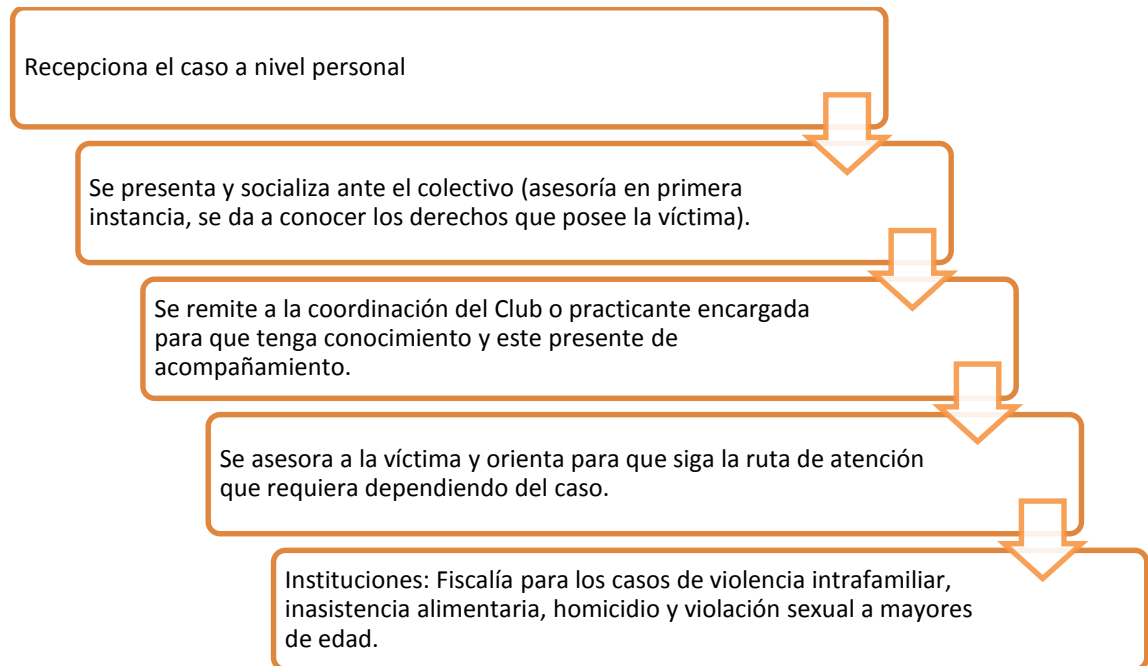 Recepciona el caso a nivel personal
Se presenta y socializa ante el colectivo (asesoría en primera
instancia, se da a conocer los derechos que posee la víctima).
Se remite a la coordinación del Club o practicante encargada
para que tenga conocimiento y este presente de
acompañamiento.
Se asesora a la víctima y orienta para que siga la ruta de atención
que requiera dependiendo del caso.
Instituciones: Fiscalía para los casos de violencia intrafamiliar,
inasistencia alimentaria, homicidio y violación sexual a mayores
de edad.